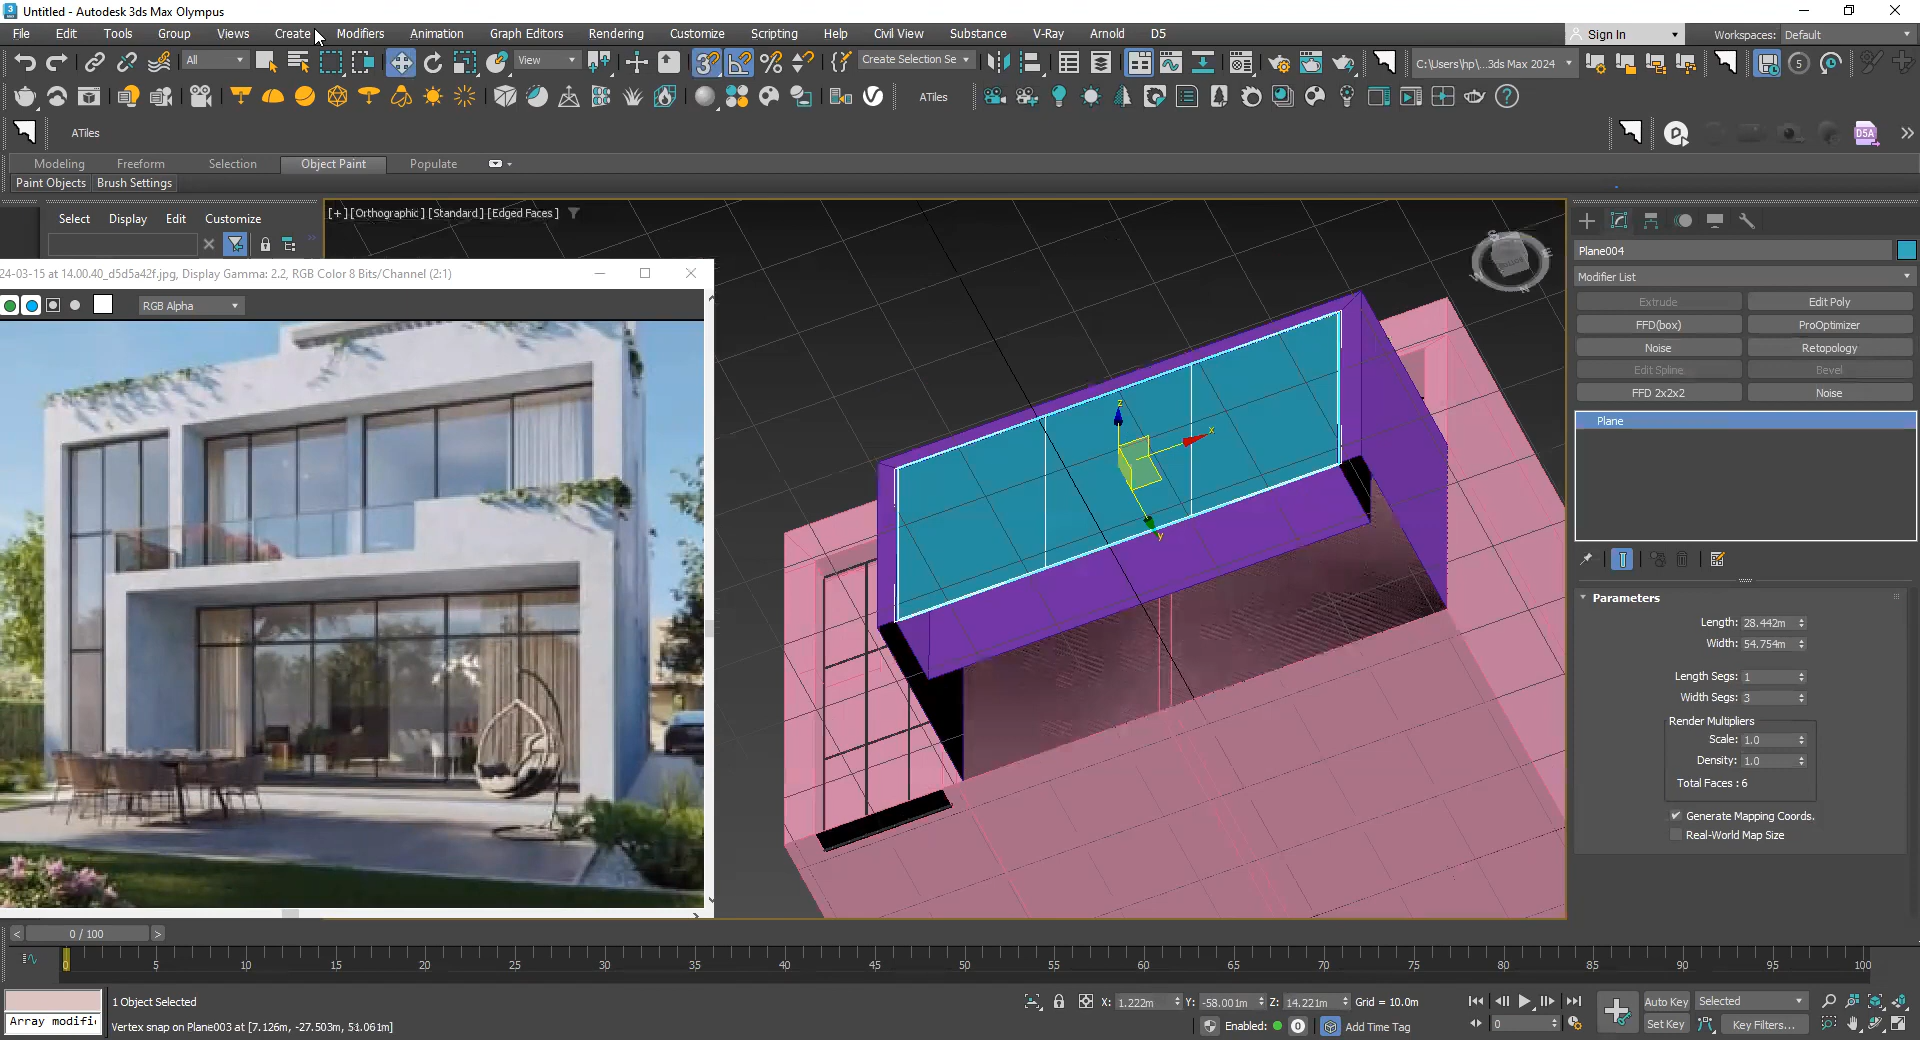 Untitled - Autodesk 3ds Max Olympus
File Edit Tools Group Views Create Modifiers Animation Graph Editors Rendering Customize Scripting Help Civil View Substance V-Ray Arnold D5 Sign In Workspaces: Default
All View Create Selection Se C:\Users\hp\...3ds Max 2024
ATiles
ATiles D5A
Modeling Freeform Selection Object Paint Populate
Paint Objects Brush Settings
Select Display Edit Customize
[+] [Orthographic] [Standard] [Edged Faces]
24-03-15 at 14.00.40_d5d5a42f.jpg, Display Gamma: 2.2, RGB Color 8 Bits/Channel (2:1)
RGB Alpha
x
y
z
Plane004
Modifier List
Extrude Edit Poly
FFD(box) ProOptimizer
Noise Retopology
Edit Spline Bevel
FFD 2x2x2 Noise
Plane
Parameters
Length: 28.442m
Width: 54.754m
Length Segs: 1
Width Segs: 3
Render Multipliers
Scale: 1.0
Density: 1.0
Total Faces : 6
Generate Mapping Coords.
Real-World Map Size
0 / 100
0 5 10 15 20 25 30 35 40 45 50 55 60 65 70 75 80 85 90 95 100
1 Object Selected X: 1.222m Y: -58.001m Z: 14.221m Grid = 10.0m Auto Key Selected
Array modifi Vertex snap on Plane003 at [7.126m, -27.503m, 51.061m] Enabled: 0 Add Time Tag 0 Set Key Key Filters...